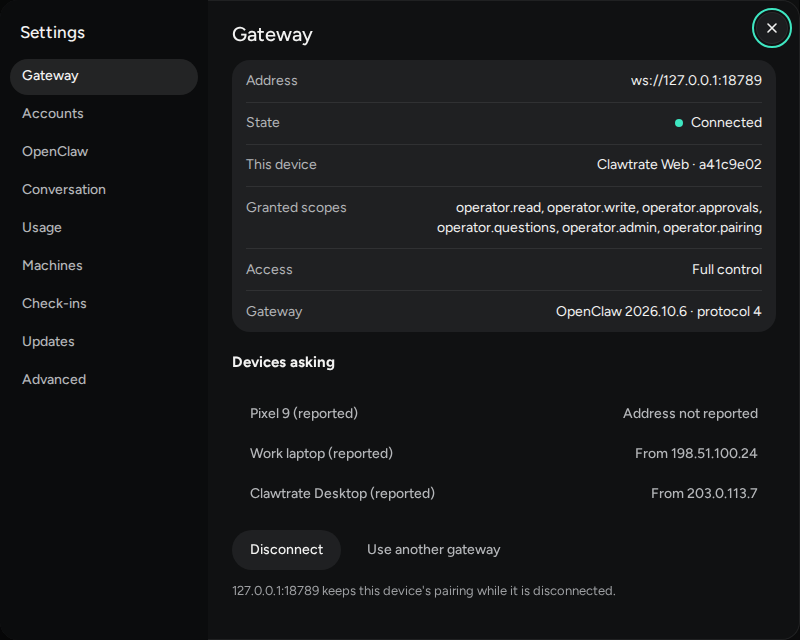 Settings
Gateway
Accounts
OpenClaw
Conversation
Usage
Machines
Check-ins
Updates
Advanced
Gateway
Address ws://127.0.0.1:18789
State Connected
This device Clawtrate Web · a41c9e02
Granted scopes operator.read, operator.write, operator.approvals,
operator.questions, operator.admin, operator.pairing
Access Full control
Gateway OpenClaw 2026.10.6 · protocol 4
Devices asking
Pixel 9 (reported) Address not reported
Work laptop (reported) From 198.51.100.24
Clawtrate Desktop (reported) From 203.0.113.7
Disconnect Use another gateway
127.0.0.1:18789 keeps this device's pairing while it is disconnected.